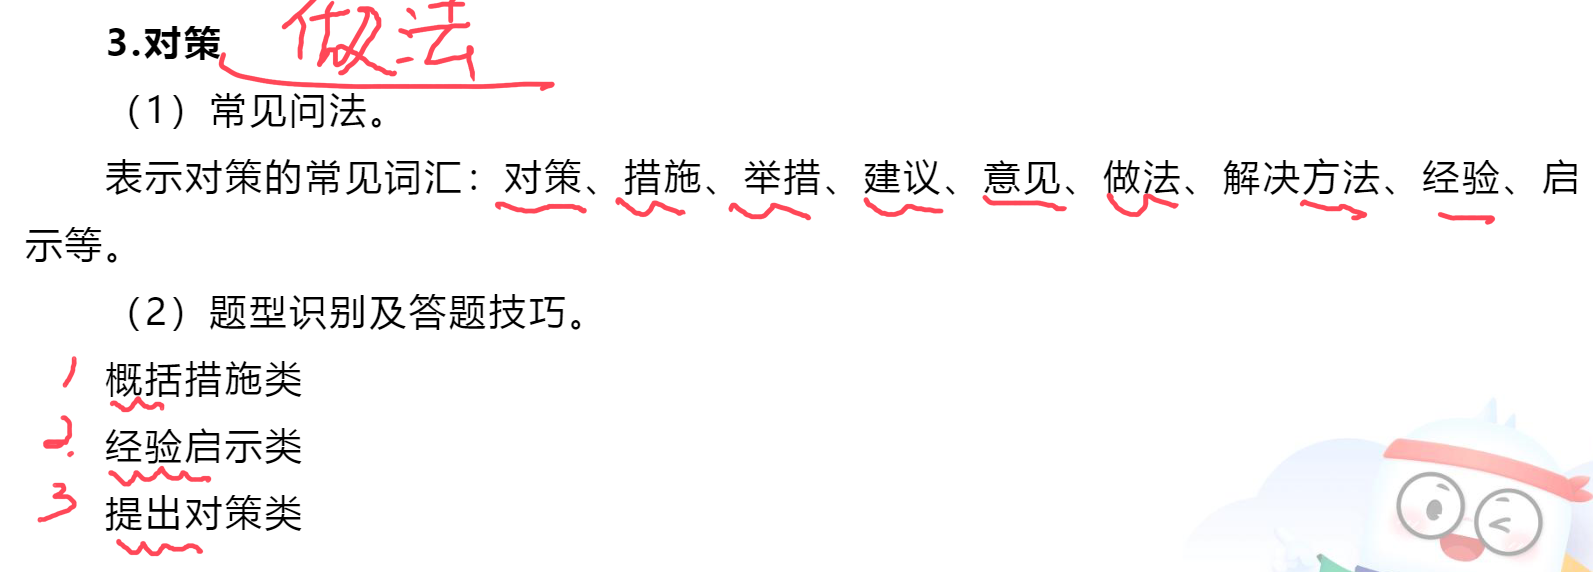 3.对策 做法
（1）常见问法。
表示对策的常见词汇：对策、措施、举措、建议、意见、做法、解决方法、经验、启
示等。
（2）题型识别及答题技巧。
1 概括措施类
2. 经验启示类
3 提出对策类